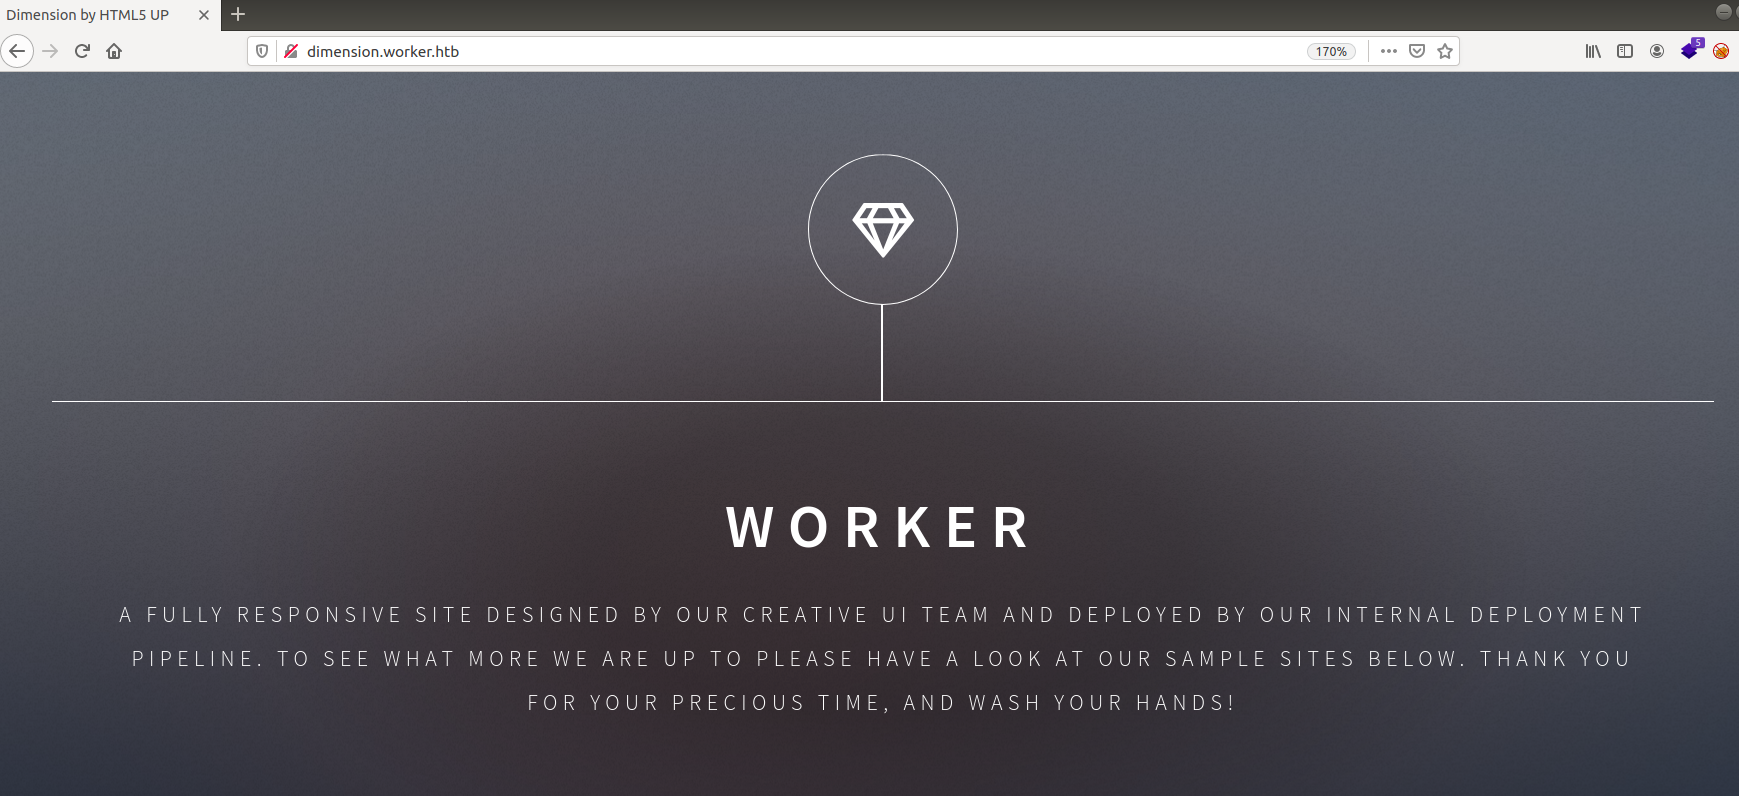 Dimension by HTML5 UP
dimension.worker.htb
170%
5
WORKER
A FULLY RESPONSIVE SITE DESIGNED BY OUR CREATIVE UI TEAM AND DEPLOYED BY OUR INTERNAL DEPLOYMENT
PIPELINE. TO SEE WHAT MORE WE ARE UP TO PLEASE HAVE A LOOK AT OUR SAMPLE SITES BELOW. THANK YOU
FOR YOUR PRECIOUS TIME, AND WASH YOUR HANDS!